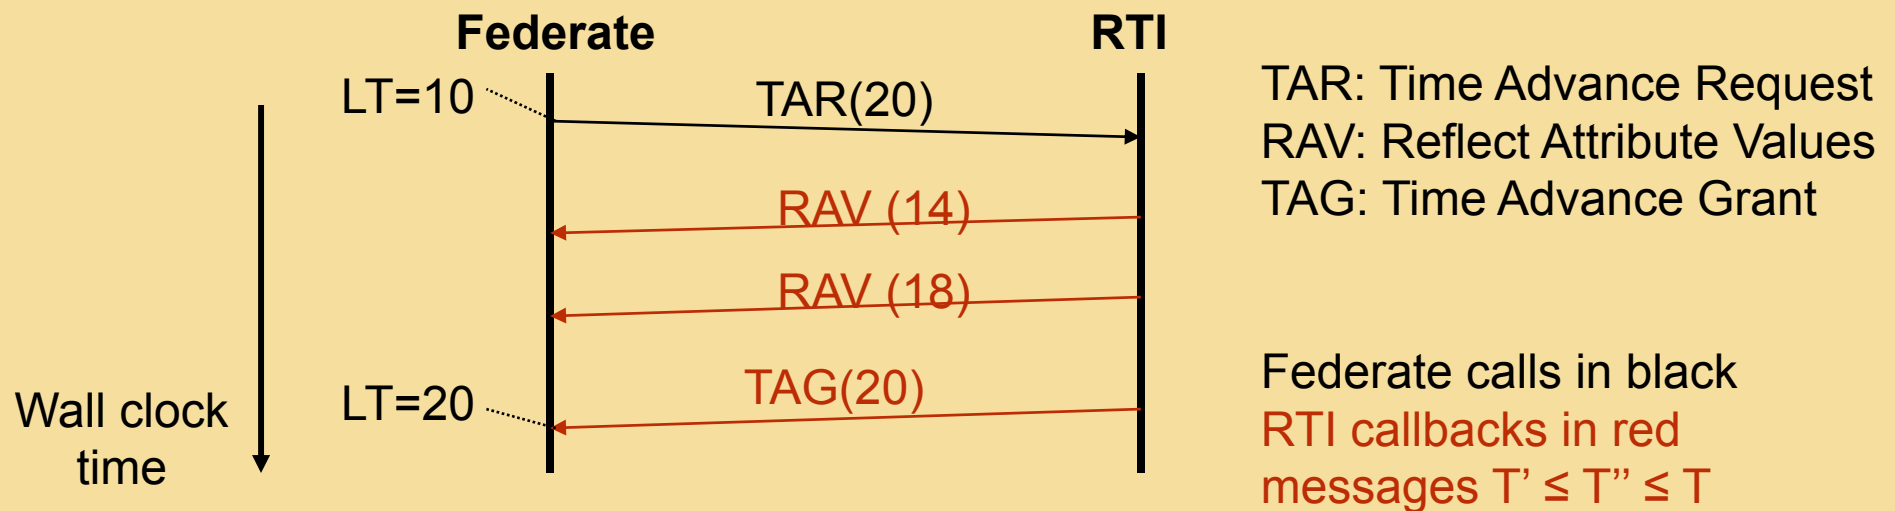 Federate
RTI
LT=10
TAR(20)
TAR: Time Advance Request
RAV: Reflect Attribute Values
TAG: Time Advance Grant
RAV (14)
RAV (18)
TAG(20)
LT=20
Wall clock
time
Federate calls in black
RTI callbacks in red
messages T’ ≤ T’’ ≤ T